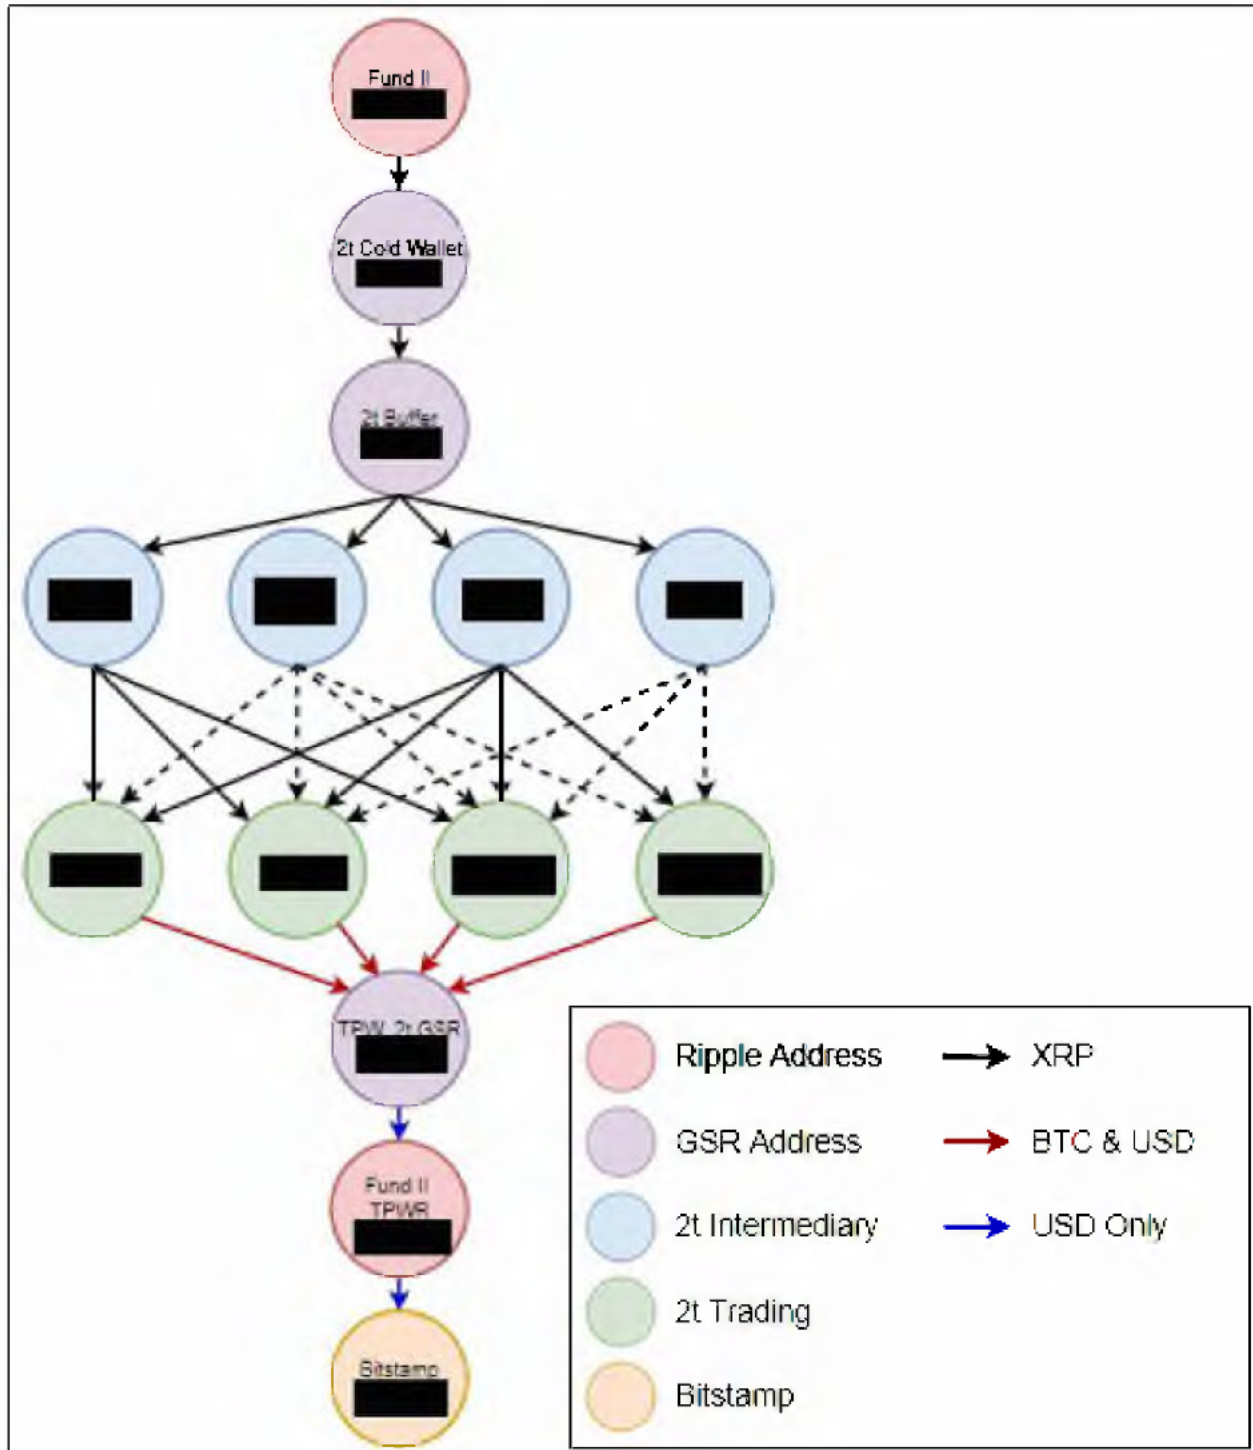 Fund II
2t Cold Wallet
2t Buffer
TPW 2t GSR
Fund II
TPWR
Bitstamp
Ripple Address
XRP
GSR Address
BTC & USD
2t Intermediary
USD Only
2t Trading
Bitstamp